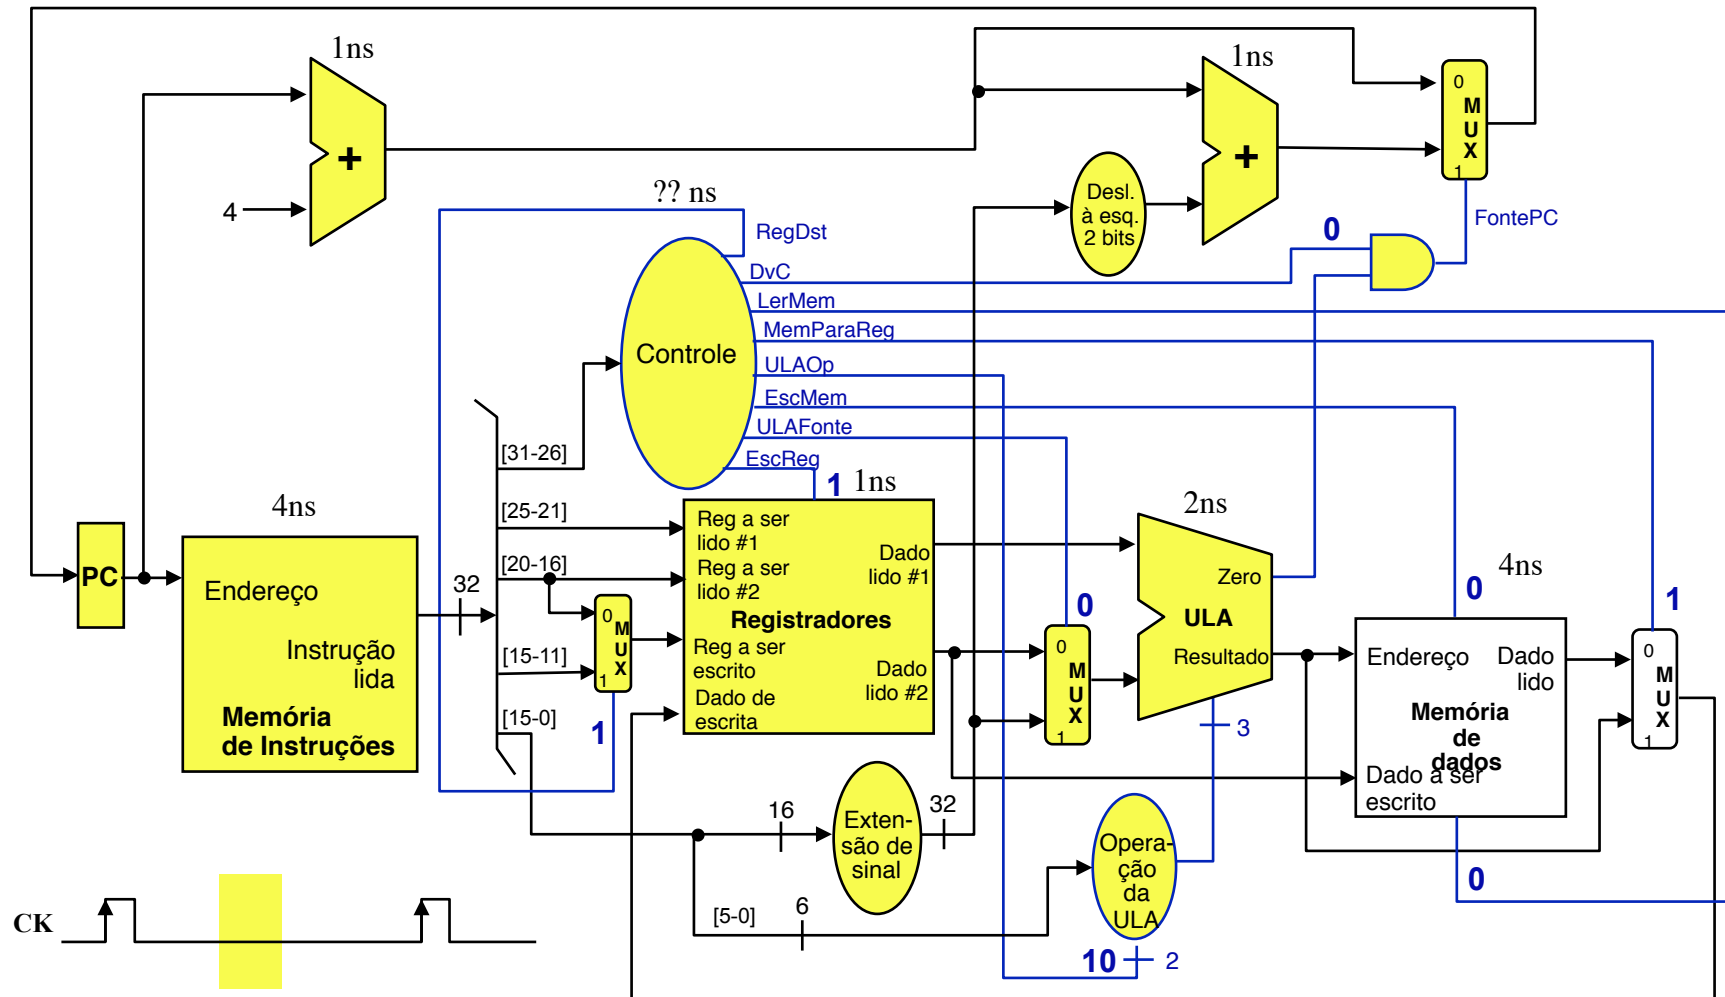 1ns
1ns
0
M
U
X
1
+
+
4
Desl.
à esq.
2 bits
?? ns
RegDst
FontePC
0
DvC
LerMem
MemParaReg
ULAOp
EscMem
ULAFonte
EscReg
Controle
[31-26]
1
1ns
4ns
2ns
4ns
[25-21]
Reg a ser
lido #1
[20-16]
Reg a ser
lido #2
Dado
lido #1
Registradores
PC
Endereço
Instrução
lida
Memória
de Instruções
32
0
M
U
X
1
Reg a ser
escrito
Dado de
escrita
Dado
lido #2
[15-11]
[15-0]
1
0
0
M
U
X
1
Zero
ULA
Resultado
3
0
1
Endereço
Dado
lido
Memória
de
dados
Dado a ser
escrito
0
M
U
X
1
16
Exten-
são de
sinal
32
Opera-
ção
da
ULA
0
[5-0]
6
10
2
CK